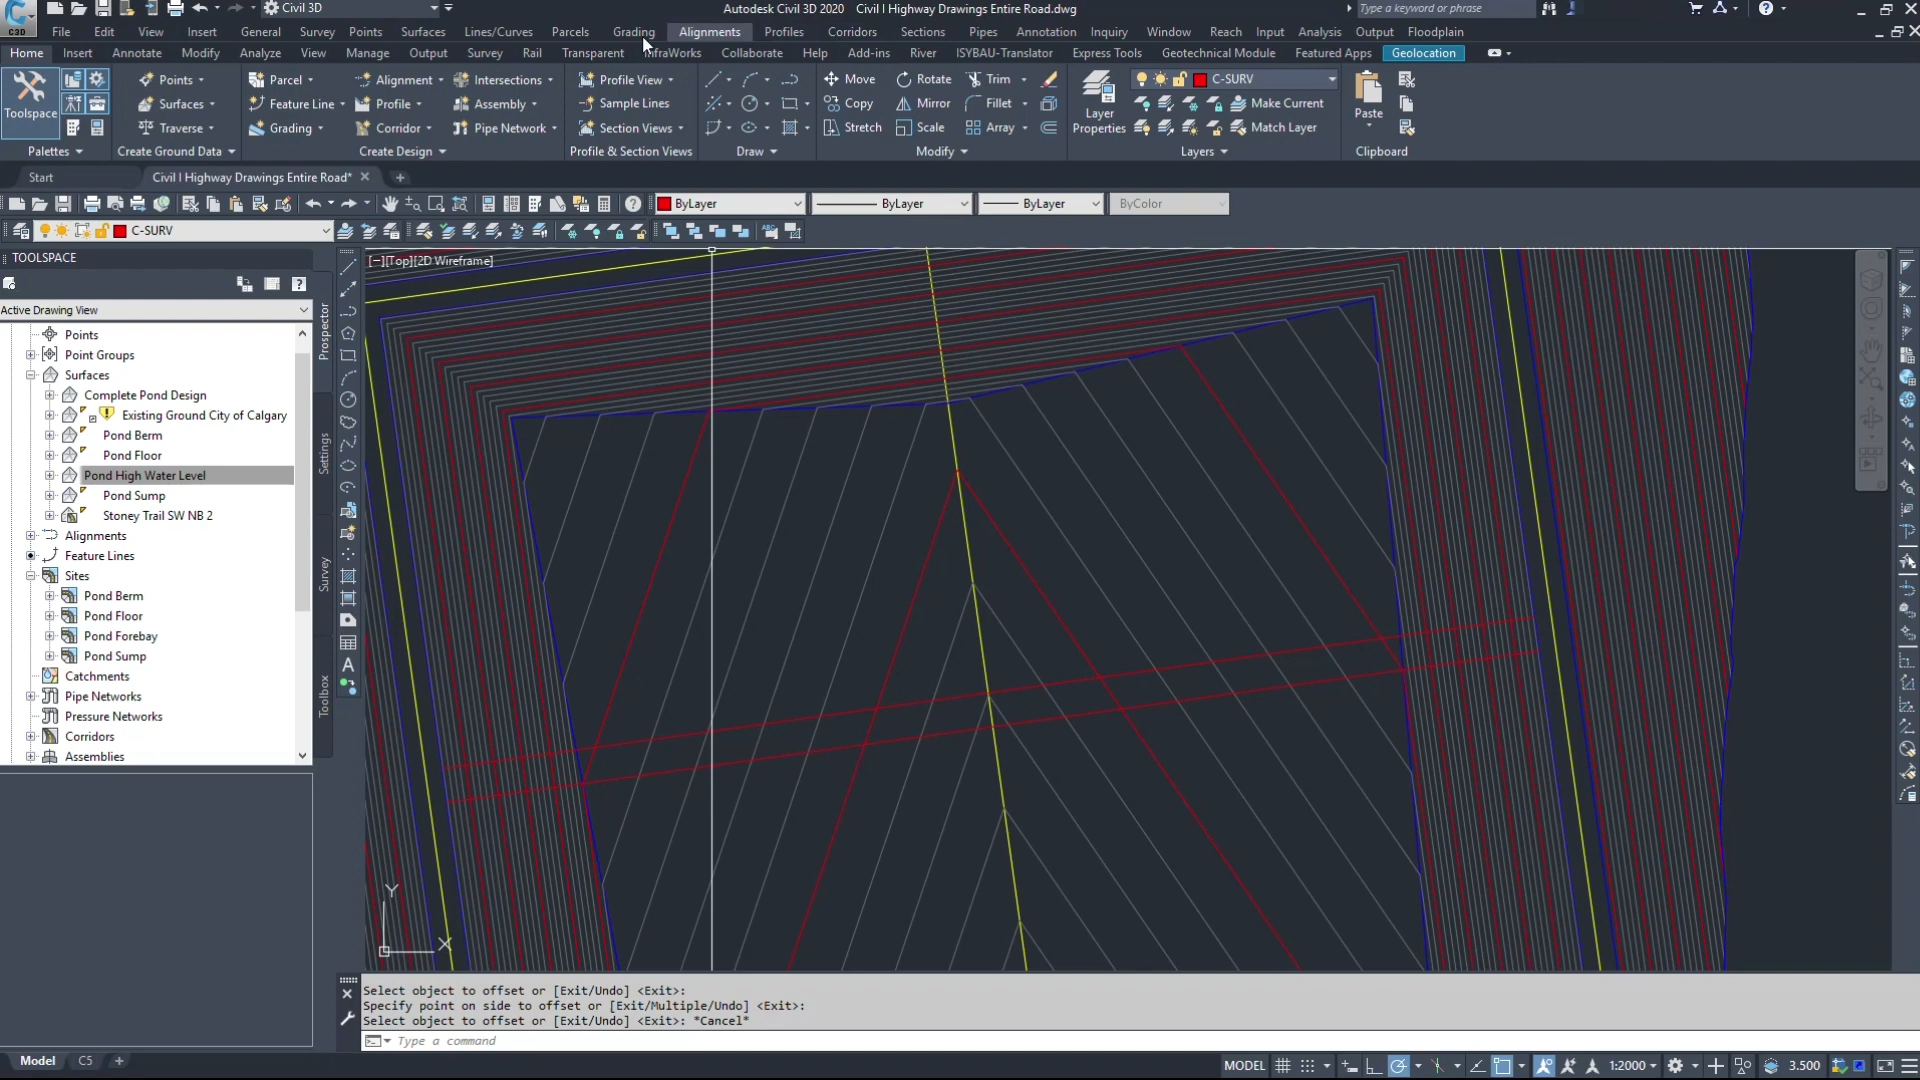 C3D
Civil 3D
Autodesk Civil 3D 2020 Civil I Highway Drawings Entire Road.dwg
Type a keyword or phrase
File Edit View Insert General Survey Points Surfaces Lines/Curves Parcels Grading Alignments Profiles Corridors Sections Pipes Annotation Inquiry Window Reach Input Analysis Output Floodplain
Home Insert Annotate Modify Analyze View Manage Output Survey Rail Transparent InfraWorks Collaborate Help Add-ins River ISYBAU-Translator Express Tools Geotechnical Module Featured Apps Geolocation
Points Parcel Alignment Intersections Profile View Move Rotate Trim C-SURV
Toolspace Surfaces Feature Line Profile Assembly Sample Lines Copy Mirror Fillet Make Current
Traverse Grading Corridor Pipe Network Section Views Stretch Scale Array Layer Properties Match Layer Paste
Palettes Create Ground Data Create Design Profile & Section Views Draw Modify Layers Clipboard
Start Civil I Highway Drawings Entire Road*
ByLayer ByLayer ByLayer ByColor
C-SURV
TOOLSPACE
[−][Top][2D Wireframe]
Active Drawing View
Points
Point Groups
Surfaces
Complete Pond Design
Existing Ground City of Calgary
Pond Berm
Pond Floor
Pond High Water Level
Pond Sump
Stoney Trail SW NB 2
Alignments
Feature Lines
Sites
Pond Berm
Pond Floor
Pond Forebay
Pond Sump
Catchments
Pipe Networks
Pressure Networks
Corridors
Assemblies
Prospector
Settings
Survey
Toolbox
Y
X
Select object to offset or [Exit/Undo] <Exit>:
Specify point on side to offset or [Exit/Multiple/Undo] <Exit>:
Select object to offset or [Exit/Undo] <Exit>: *Cancel*
Type a command
Model C5
MODEL 1:2000 3.500